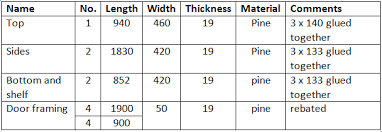 Name No. Length Width Thickness Material Comments
Top 1 940 460 19 Pine 3 x 140 glued
together
Sides 2 1830 420 19 Pine 3 x 133 glued
together
Bottom and 2 852 420 19 Pine 3 x 133 glued
shelf together
Door framing 4 1900 50 19 pine rebated
4 900